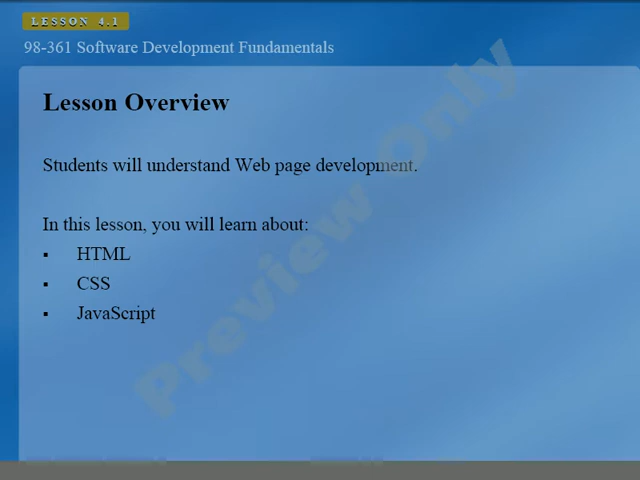 LESSON 4.1
98-361 Software Development Fundamentals
Lesson Overview
Students will understand Web page development.
In this lesson, you will learn about:
▪ HTML
▪ CSS
▪ JavaScript
Preview Only